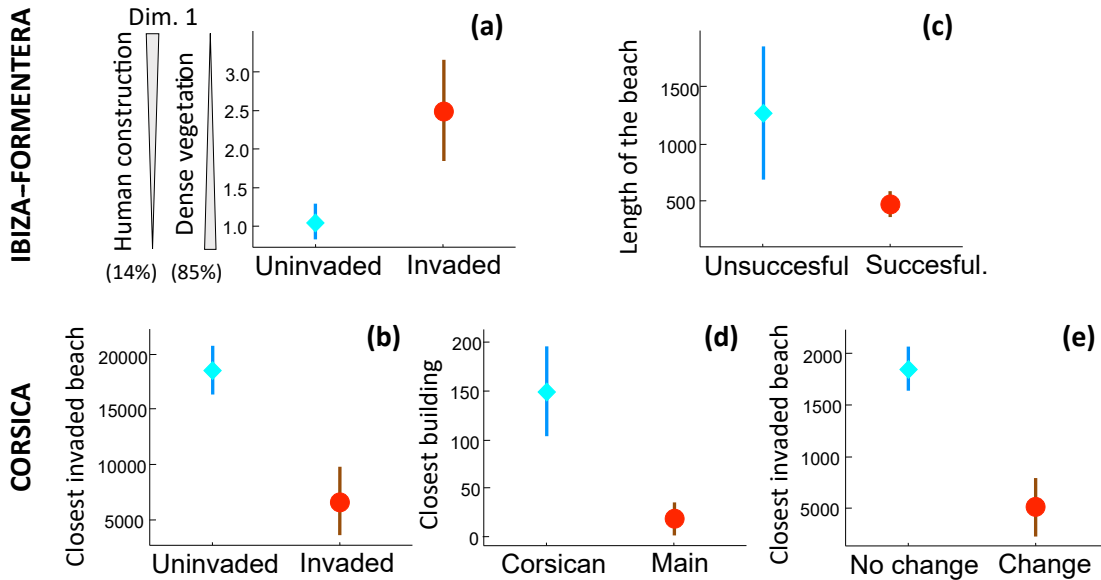 IBIZA–FORMENTERA
Dim. 1
Human construction
(14%)
Dense vegetation
(85%)
(a)
3.0
2.5
2.0
1.5
1.0
Uninvaded
Invaded
(c)
Length of the beach
1500
1000
500
Unsuccesful
Succesful.
CORSICA
(b)
Closest invaded beach
20000
15000
10000
5000
Uninvaded
Invaded
(d)
Closest building
200
150
100
50
0
Corsican
Main
(e)
Closest invaded beach
2000
1500
10000
5000
No change
Change